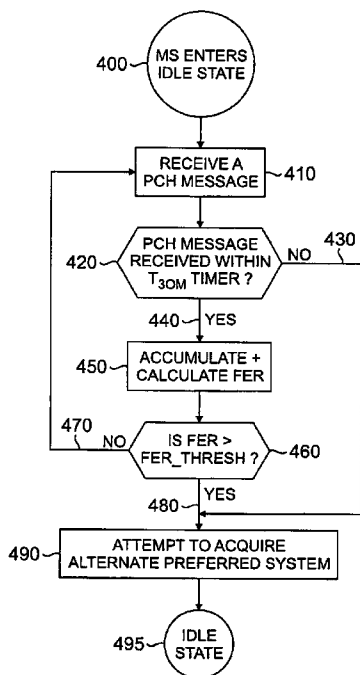 400
MS ENTERS
IDLE STATE
RECEIVE A
PCH MESSAGE
410
420
PCH MESSAGE
RECEIVED WITHIN
T30M TIMER ?
NO
430
440
YES
450
ACCUMULATE +
CALCULATE FER
470
NO
IS FER >
FER_THRESH ?
460
480
YES
490
ATTEMPT TO ACQUIRE
ALTERNATE PREFERRED SYSTEM
495
IDLE
STATE